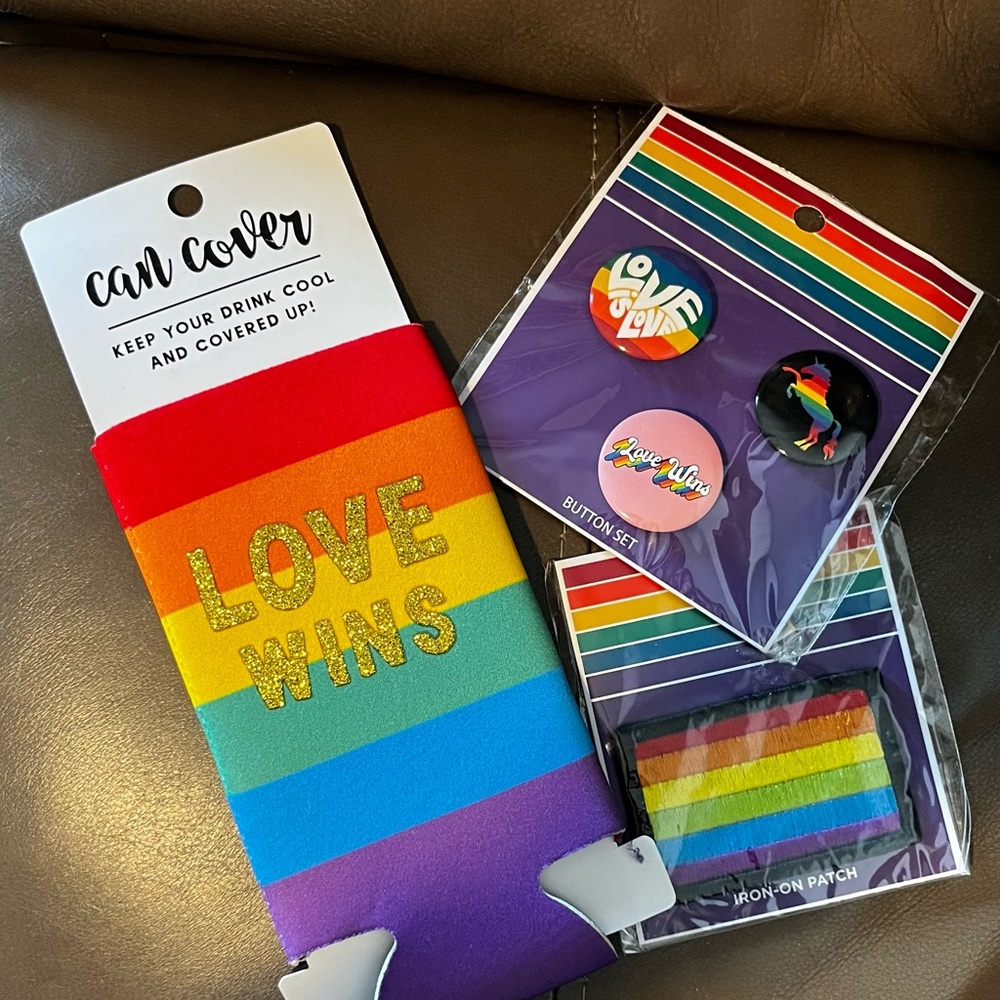 can cover
KEEP YOUR DRINK COOL
AND COVERED UP!
LOVE
WINS
LOVE
is
LOVE
Love Wins
BUTTON SET
IRON-ON PATCH